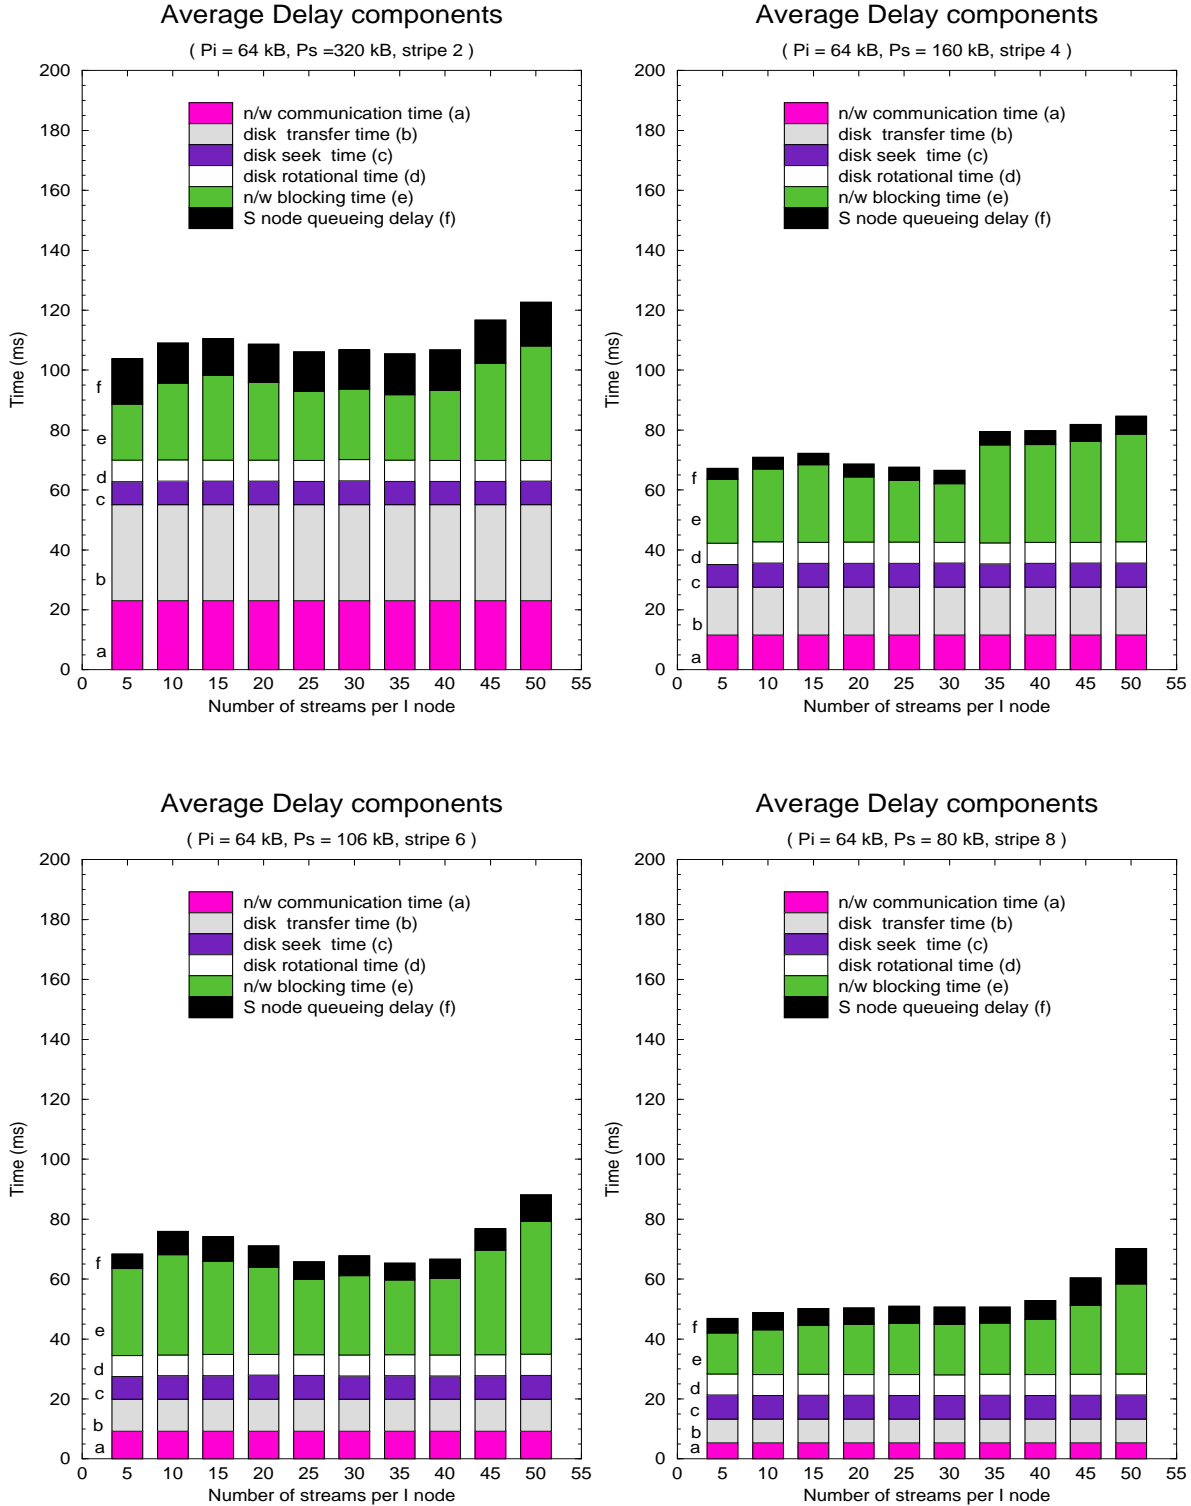 Average Delay components
( Pi = 64 kB, Ps =320 kB, stripe 2 )
200
180
160
140
120
100
80
60
40
20
0
Time (ms)
n/w communication time (a)
disk transfer time (b)
disk seek time (c)
disk rotational time (d)
n/w blocking time (e)
S node queueing delay (f)
f
e
d
c
b
a
0 5 10 15 20 25 30 35 40 45 50 55
Number of streams per I node
Average Delay components
( Pi = 64 kB, Ps = 160 kB, stripe 4 )
200
180
160
140
120
100
80
60
40
20
0
Time (ms)
n/w communication time (a)
disk transfer time (b)
disk seek time (c)
disk rotational time (d)
n/w blocking time (e)
S node queueing delay (f)
f
e
d
c
b
a
0 5 10 15 20 25 30 35 40 45 50 55
Number of streams per I node
Average Delay components
( Pi = 64 kB, Ps = 106 kB, stripe 6 )
200
180
160
140
120
100
80
60
40
20
0
Time (ms)
n/w communication time (a)
disk transfer time (b)
disk seek time (c)
disk rotational time (d)
n/w blocking time (e)
S node queueing delay (f)
f
e
d
c
b
a
0 5 10 15 20 25 30 35 40 45 50 55
Number of streams per I node
Average Delay components
( Pi = 64 kB, Ps = 80 kB, stripe 8 )
200
180
160
140
120
100
80
60
40
20
0
Time (ms)
n/w communication time (a)
disk transfer time (b)
disk seek time (c)
disk rotational time (d)
n/w blocking time (e)
S node queueing delay (f)
f
e
d
c
b
a
0 5 10 15 20 25 30 35 40 45 50 55
Number of streams per I node